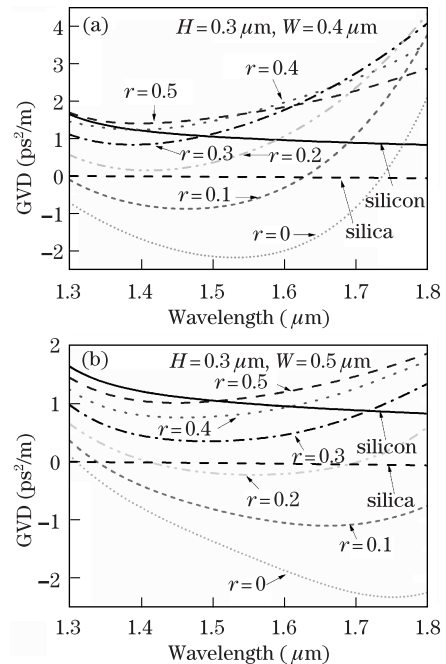 (a) H=0.3 μm, W=0.4 μm
5
4
3
2
1
0
−1
−2
GVD (ps²/m)
r=0.5
r=0.4
r=0.3
r=0.2
r=0.1
r=0
silicon
silica
1.3 1.4 1.5 1.6 1.7 1.8
Wavelength ( μm)
(b) H=0.3 μm, W=0.5 μm
2
1
0
−1
−2
GVD (ps²/m)
r=0.5
r=0.4
r=0.3
silicon
r=0.2
silica
r=0.1
r=0
1.3 1.4 1.5 1.6 1.7 1.8
Wavelength ( μm)